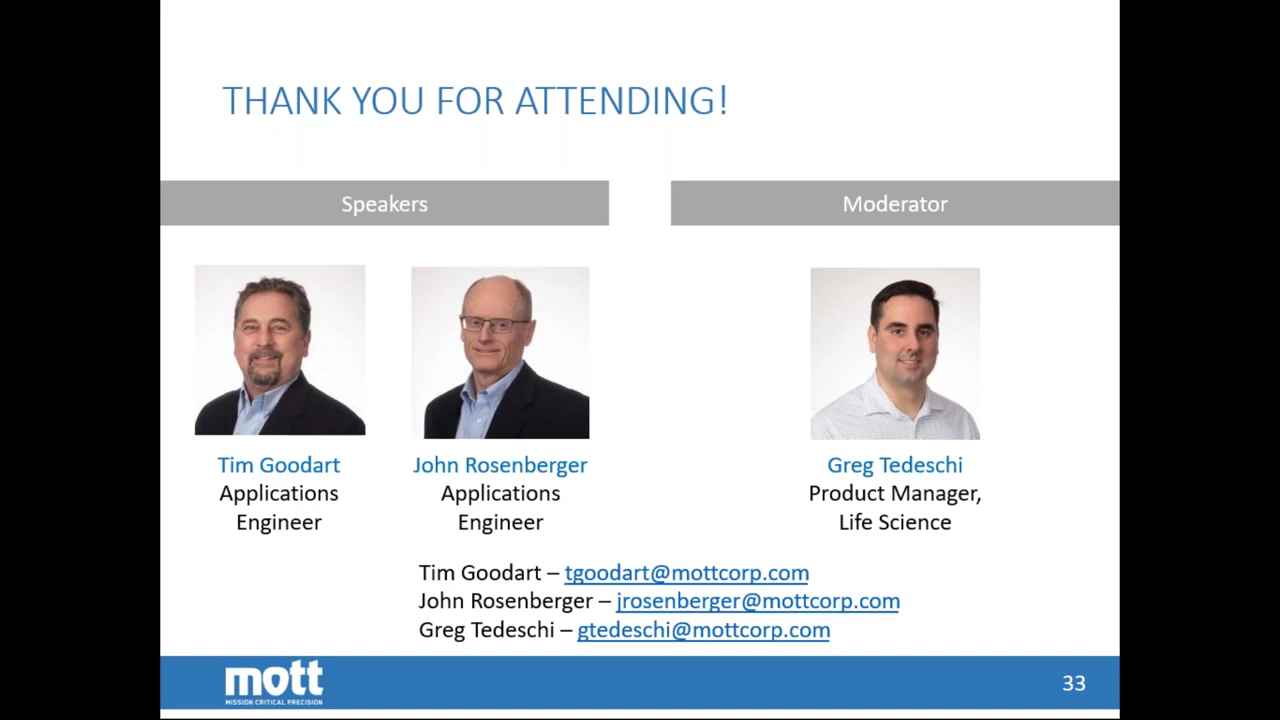 THANK YOU FOR ATTENDING!
Speakers
Moderator
Tim Goodart
Applications
Engineer
John Rosenberger
Applications
Engineer
Greg Tedeschi
Product Manager,
Life Science
Tim Goodart – tgoodart@mottcorp.com
John Rosenberger – jrosenberger@mottcorp.com
Greg Tedeschi – gtedeschi@mottcorp.com
mott
MISSION CRITICAL PRECISION
33